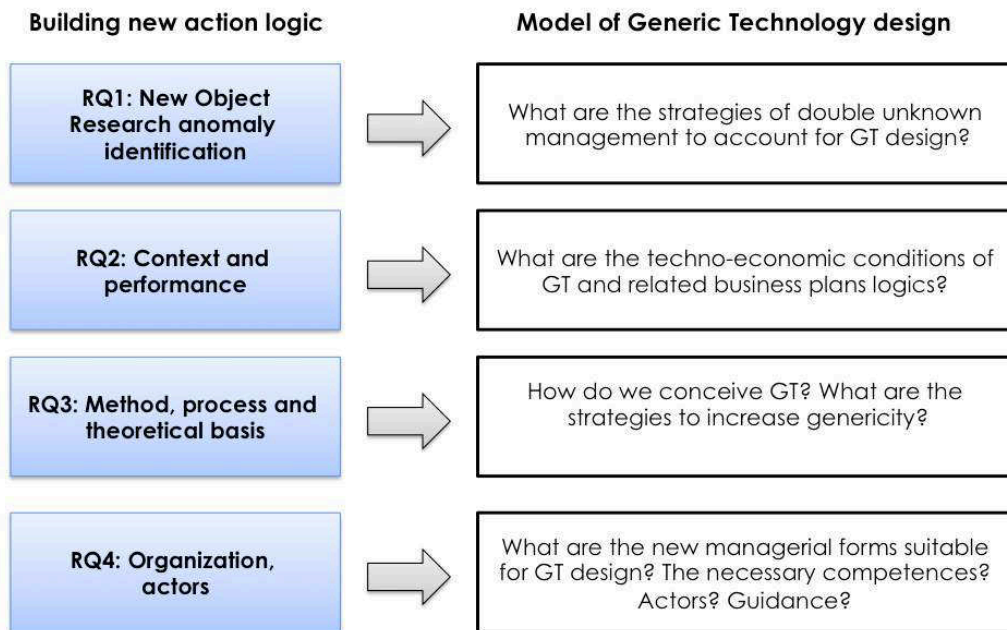 Building new action logic
Model of Generic Technology design
RQ1: New Object
Research anomaly
identification
What are the strategies of double unknown
management to account for GT design?
RQ2: Context and
performance
What are the techno-economic conditions of
GT and related business plans logics?
RQ3: Method, process and
theoretical basis
How do we conceive GT? What are the
strategies to increase genericity?
RQ4: Organization,
actors
What are the new managerial forms suitable
for GT design? The necessary competences?
Actors? Guidance?